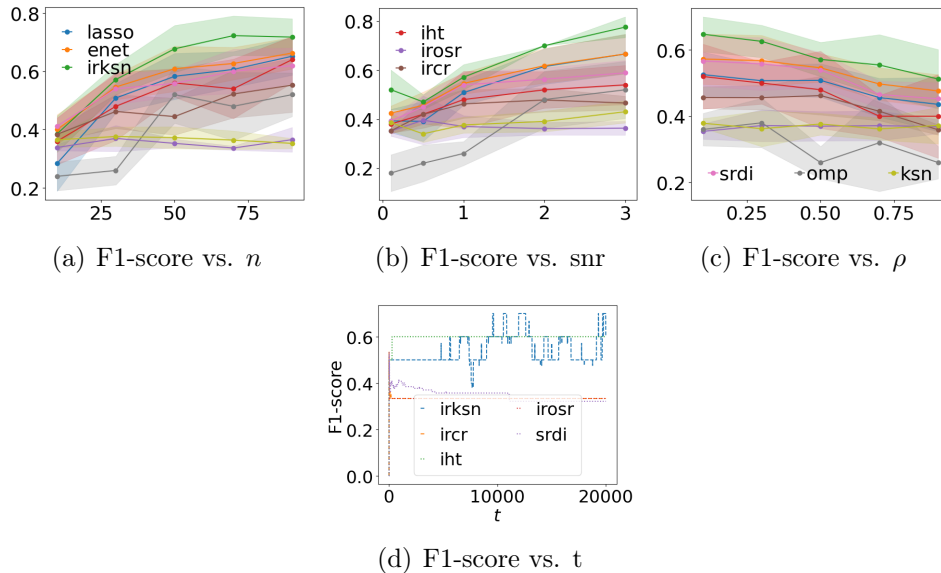 lasso
enet
irksn
0.8
0.6
0.4
0.2
25 50 75
(a) F1-score vs. n
iht
irosr
ircr
0.8
0.6
0.4
0.2
0 1 2 3
(b) F1-score vs. snr
0.6
0.4
0.2
srdi omp ksn
0.25 0.50 0.75
(c) F1-score vs. ρ
F1-score
0.6
0.4
0.2
0.0
irksn irosr
ircr srdi
iht
0 10000 20000
t
(d) F1-score vs. t